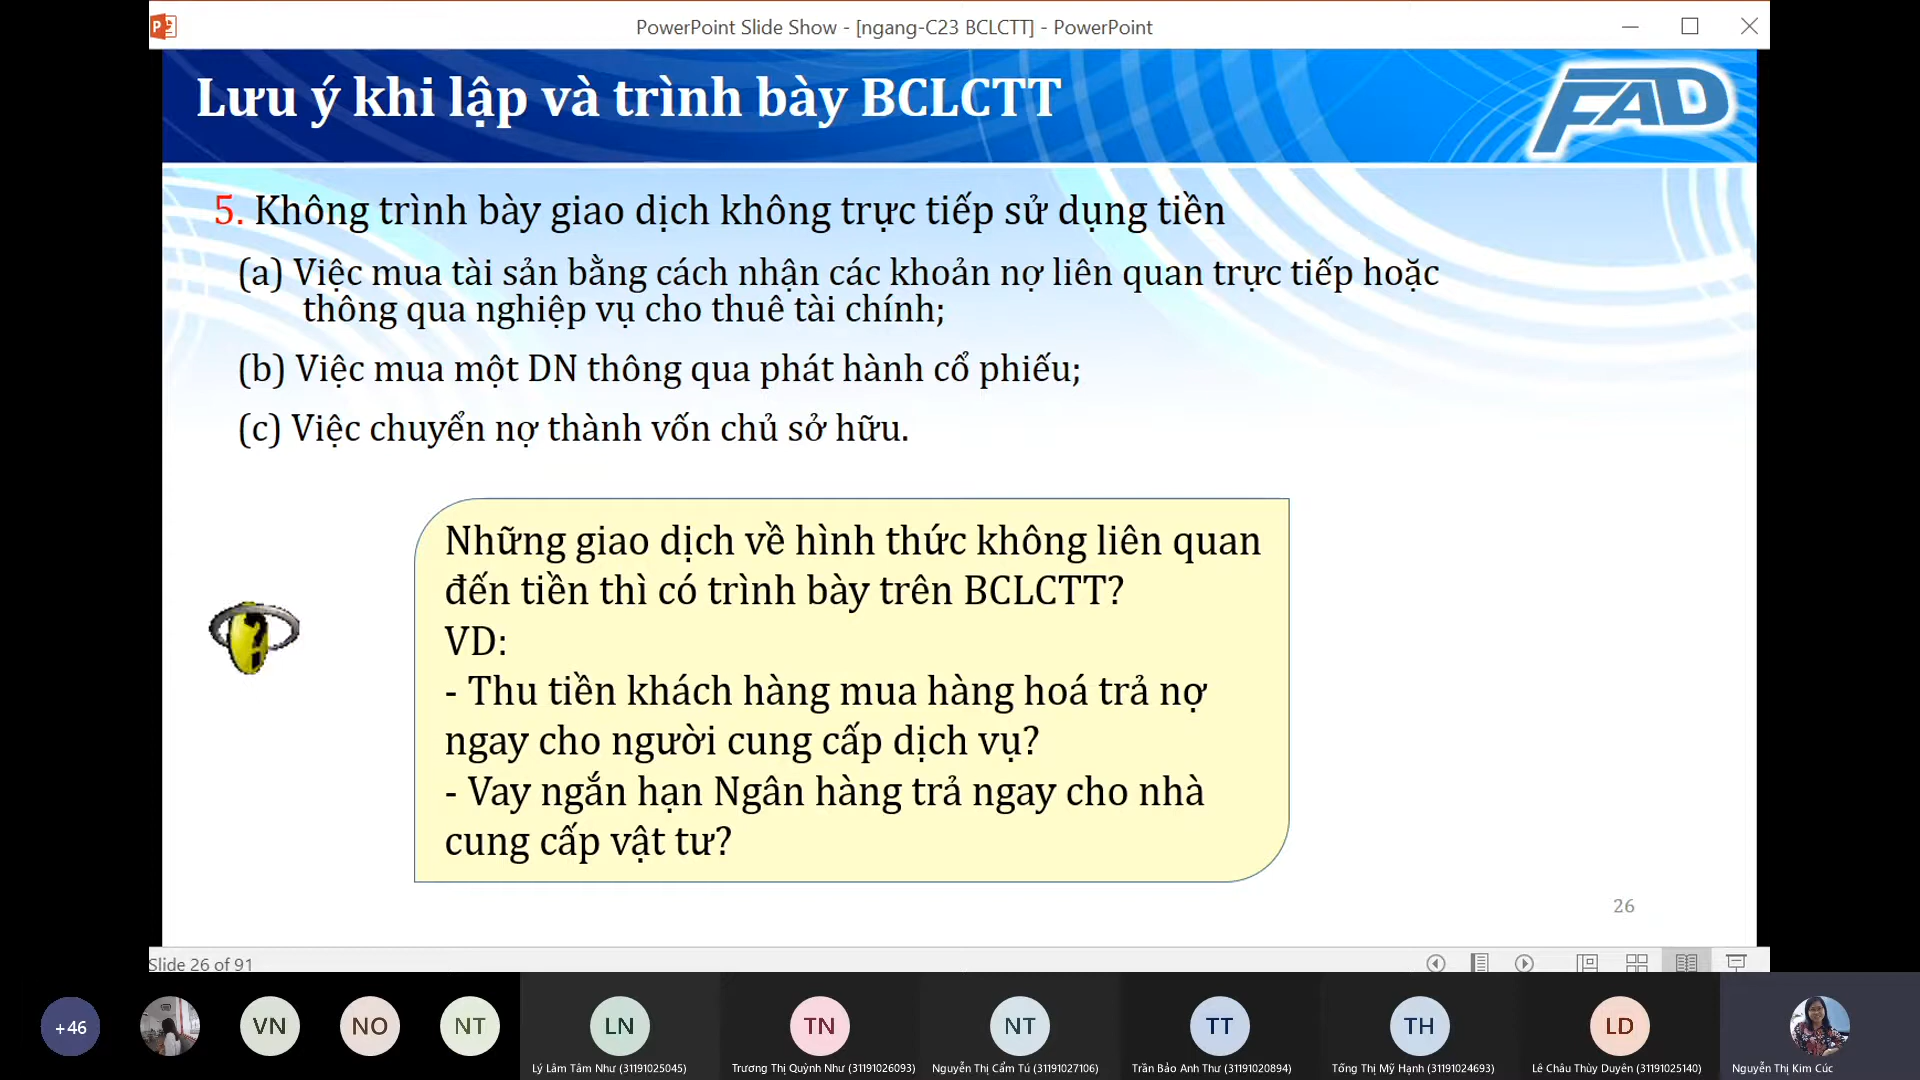 PowerPoint Slide Show - [ngang-C23 BCLCTT] - PowerPoint
Lưu ý khi lập và trình bày BCLCTT
FAD
5. Không trình bày giao dịch không trực tiếp sử dụng tiền
(a) Việc mua tài sản bằng cách nhận các khoản nợ liên quan trực tiếp hoặc
thông qua nghiệp vụ cho thuê tài chính;
(b) Việc mua một DN thông qua phát hành cổ phiếu;
(c) Việc chuyển nợ thành vốn chủ sở hữu.
Những giao dịch về hình thức không liên quan
đến tiền thì có trình bày trên BCLCTT?
VD:
- Thu tiền khách hàng mua hàng hoá trả nợ
ngay cho người cung cấp dịch vụ?
- Vay ngắn hạn Ngân hàng trả ngay cho nhà
cung cấp vật tư?
26
Slide 26 of 91
+46
VN
NO
NT
LN
TN
NT
TT
TH
LD
Lý Lâm Tâm Như (31191025045)
Trương Thị Quỳnh Như (31191026093)
Nguyễn Thị Cẩm Tú (31191027106)
Trần Bảo Anh Thư (31191020894)
Tống Thị Mỹ Hạnh (31191024693)
Lê Châu Thùy Duyên (31191025140)
Nguyễn Thị Kim Cúc